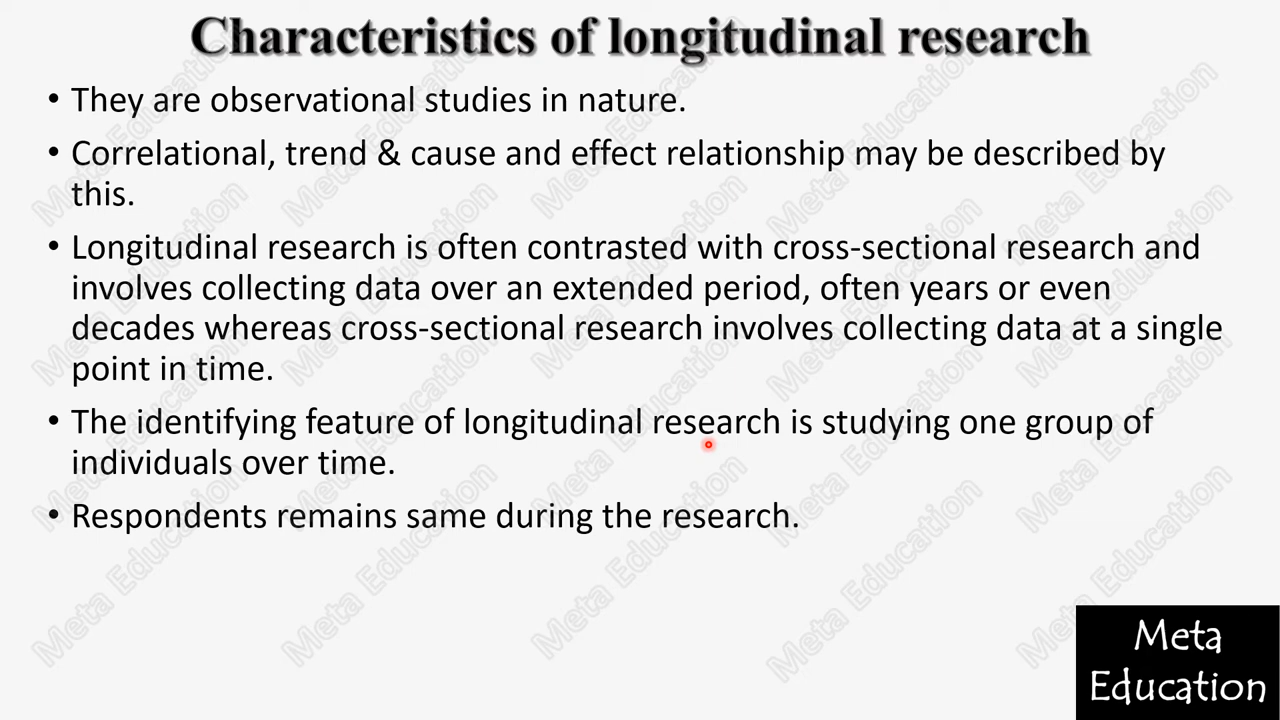 Characteristics of longitudinal research
• They are observational studies in nature.
• Correlational, trend & cause and effect relationship may be described by
this.
• Longitudinal research is often contrasted with cross-sectional research and
involves collecting data over an extended period, often years or even
decades whereas cross-sectional research involves collecting data at a single
point in time.
• The identifying feature of longitudinal research is studying one group of
individuals over time.
• Respondents remains same during the research.
Meta
Education